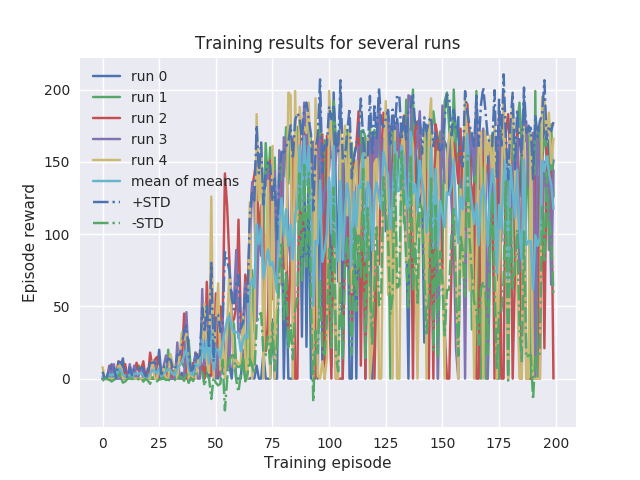 Training results for several runs
run 0
run 1
run 2
run 3
run 4
mean of means
+STD
-STD
Episode reward
200
150
100
50
0
0 25 50 75 100 125 150 175 200
Training episode